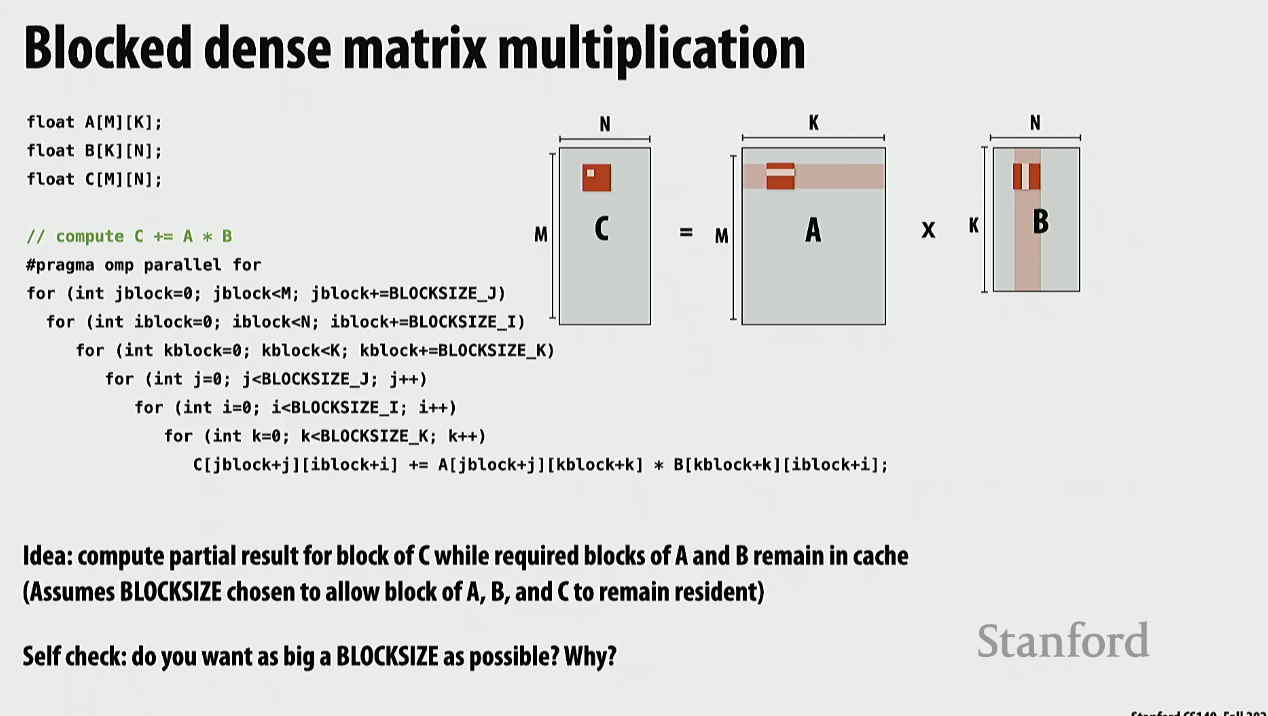 Blocked dense matrix multiplication
float A[M][K];
float B[K][N];
float C[M][N];
// compute C += A * B
#pragma omp parallel for
for (int jblock=0; jblock<M; jblock+=BLOCKSIZE_J)
for (int iblock=0; iblock<N; iblock+=BLOCKSIZE_I)
for (int kblock=0; kblock<K; kblock+=BLOCKSIZE_K)
for (int j=0; j<BLOCKSIZE_J; j++)
for (int i=0; i<BLOCKSIZE_I; i++)
for (int k=0; k<BLOCKSIZE_K; k++)
C[jblock+j][iblock+i] += A[jblock+j][kblock+k] * B[kblock+k][iblock+i];
N
K
N
M
C
=
M
A
X
K
B
Idea: compute partial result for block of C while required blocks of A and B remain in cache
(Assumes BLOCKSIZE chosen to allow block of A, B, and C to remain resident)
Self check: do you want as big a BLOCKSIZE as possible? Why?
Stanford